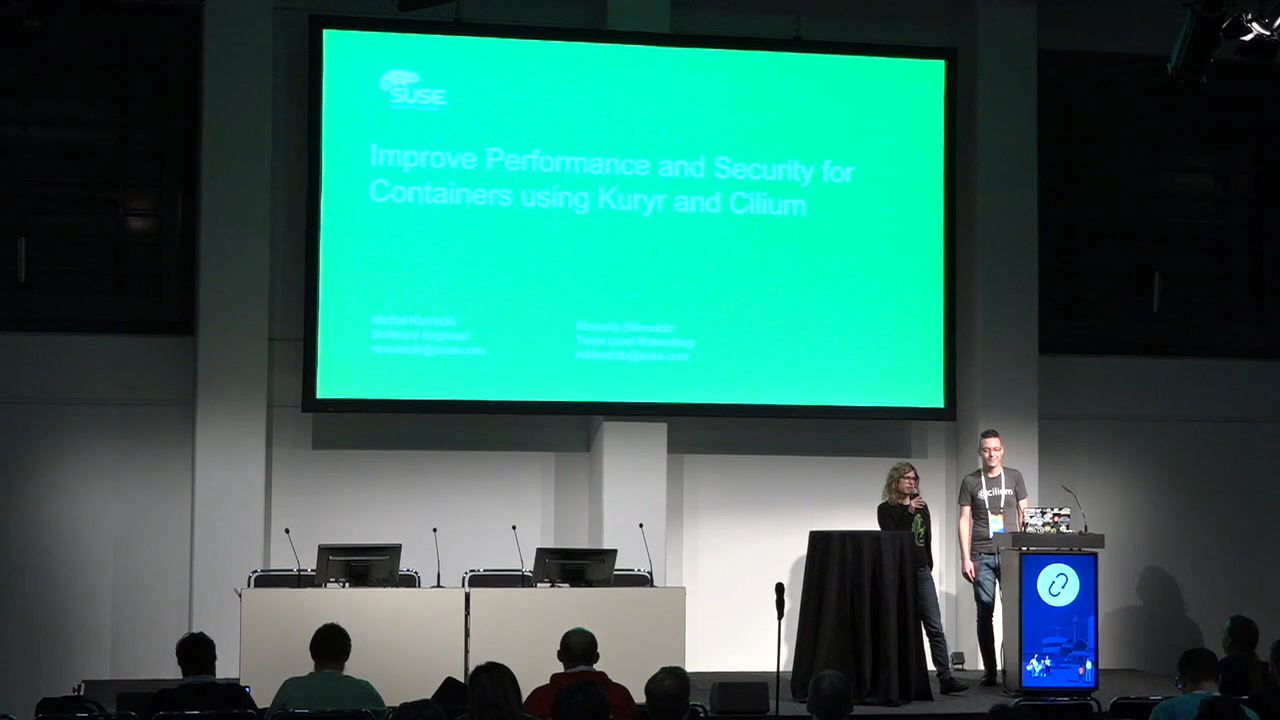 SUSE
Improve Performance and Security for
Containers using Kuryr and Cilium
Michal Rostecki
Software Engineer
mrostecki@suse.com
Rossella Sblendido
Team Lead Networking
rsblendido@suse.com
cilium